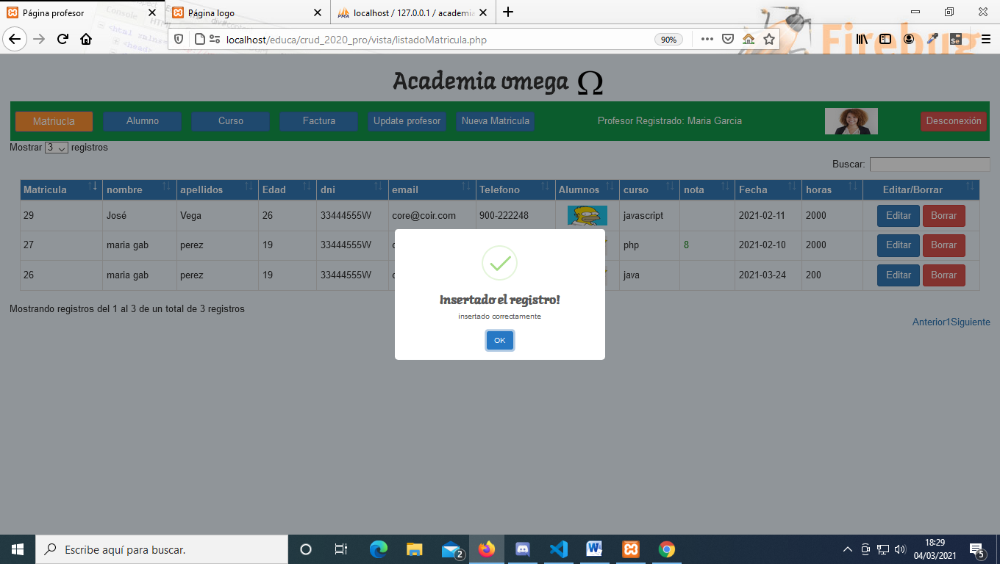 Página profesor
Página logo
localhost / 127.0.0.1 / academia
localhost/educa/crud_2020_pro/vista/listadoMatricula.php
90%
Firebug
Academia omega Ω
Matriucla Alumno Curso Factura Update profesor Nueva Matricula Profesor Registrado: Maria Garcia Desconexión
Mostrar 3 registros
Buscar:
Matricula nombre apellidos Edad dni email Telefono Alumnos curso nota Fecha horas Editar/Borrar
29 José Vega 26 33444555W core@coir.com 900-222248 javascript 2021-02-11 2000 Editar Borrar
27 maria gab perez 19 33444555W php 8 2021-02-10 2000 Editar Borrar
26 maria gab perez 19 33444555W java 2021-03-24 200 Editar Borrar
Insertado el registro!
insertado correctamente
OK
Mostrando registros del 1 al 3 de un total de 3 registros
Anterior1Siguiente
Escribe aquí para buscar.
2
18:29
04/03/2021
5